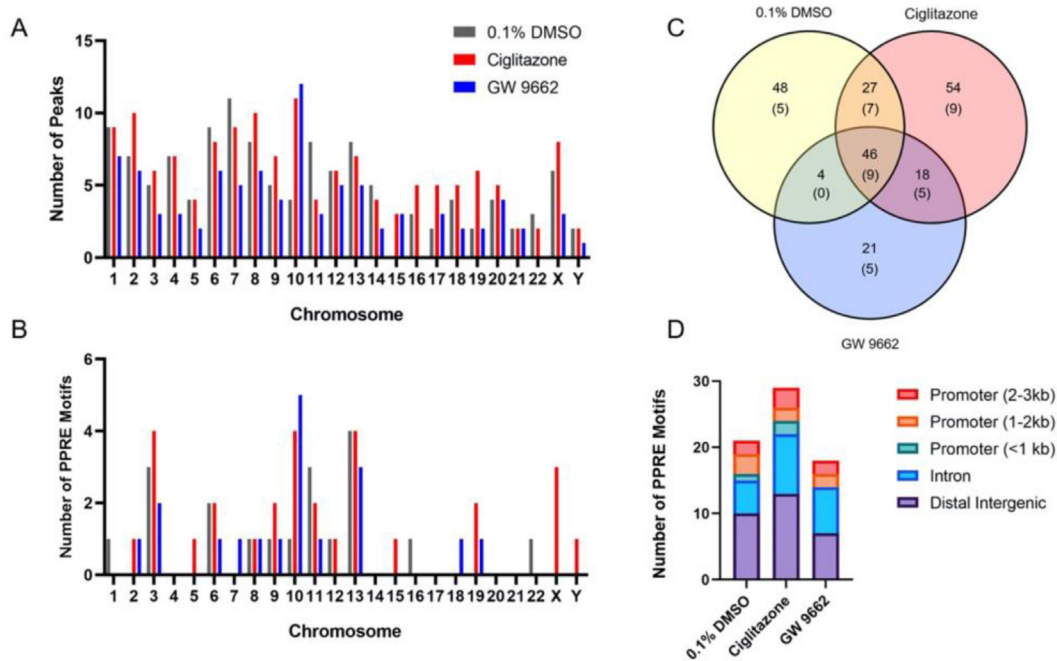 A
15
10
5
0
Number of Peaks
0.1% DMSO
Ciglitazone
GW 9662
1 2 3 4 5 6 7 8 9 10 11 12 13 14 15 16 17 18 19 20 21 22 X Y
Chromosome
B
6
4
2
0
Number of PPRE Motifs
1 2 3 4 5 6 7 8 9 10 11 12 13 14 15 16 17 18 19 20 21 22 X Y
Chromosome
C
0.1% DMSO
Ciglitazone
48
(5)
27
(7)
54
(9)
46
(9)
4
(0)
18
(5)
21
(5)
GW 9662
D
30
20
10
0
Number of PPRE Motifs
0.1% DMSO
Ciglitazone
GW 9662
Promoter (2-3kb)
Promoter (1-2kb)
Promoter (<1 kb)
Intron
Distal Intergenic